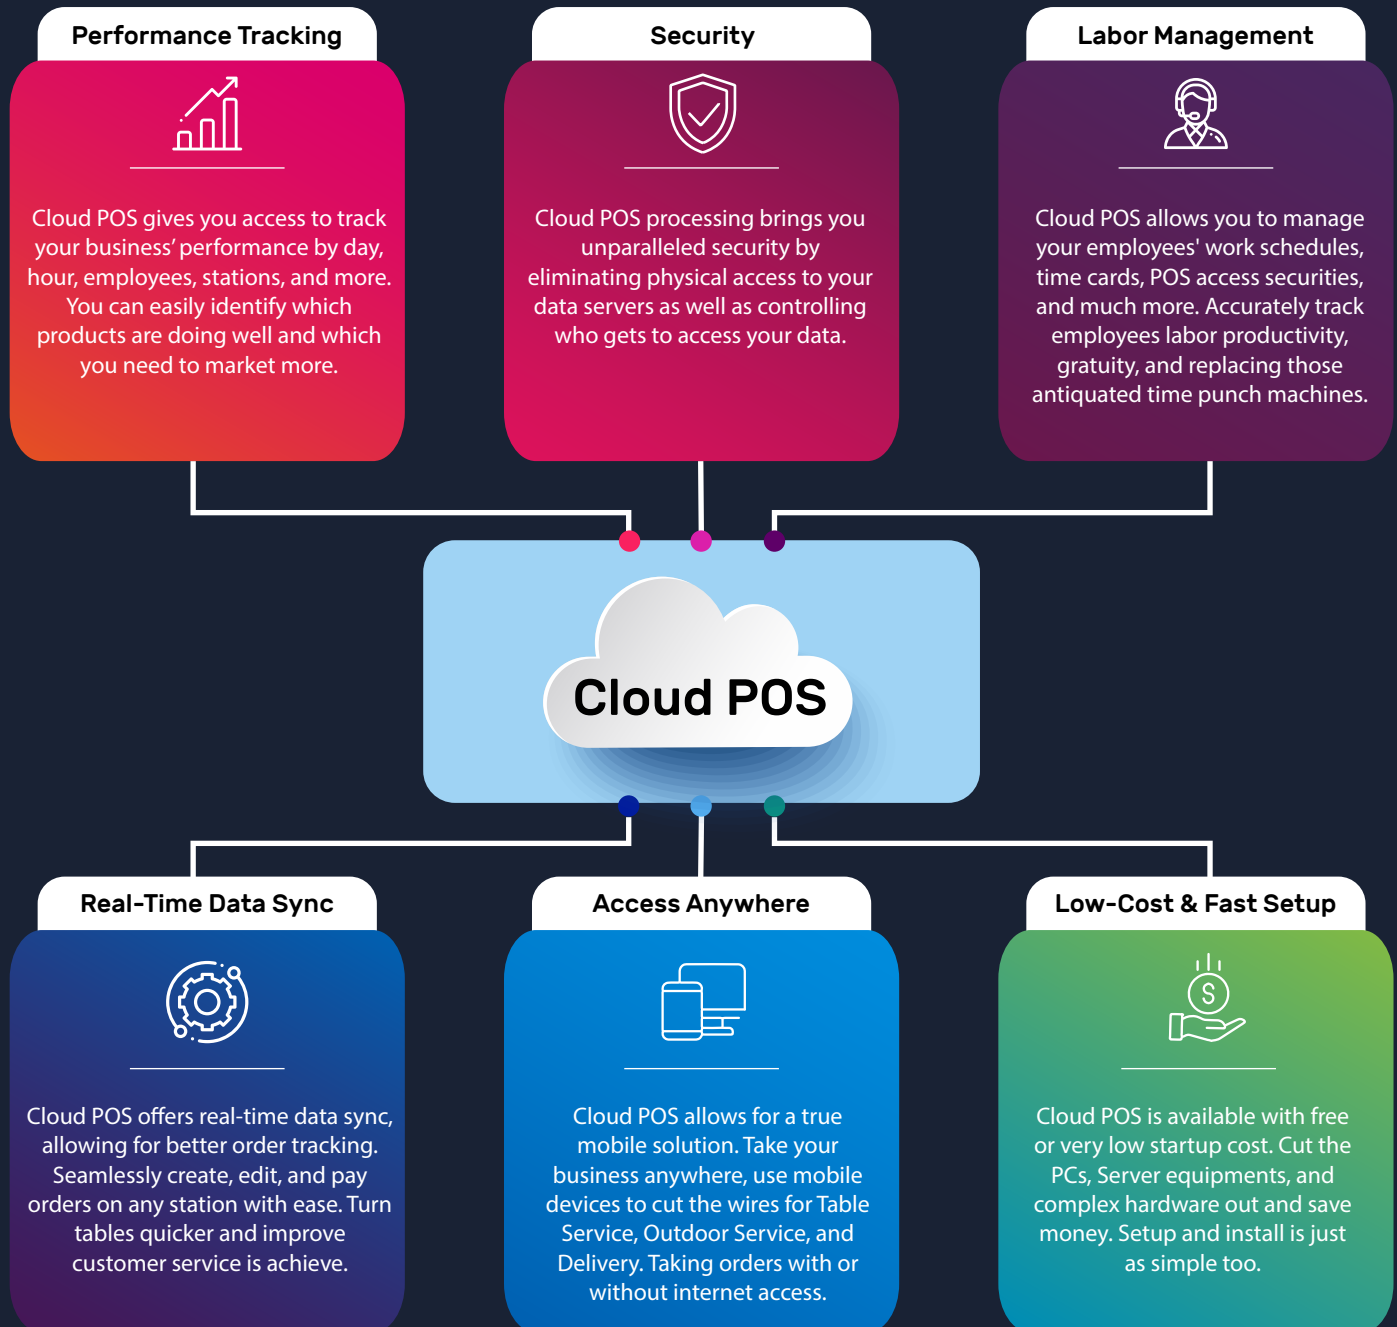 Performance Tracking
Cloud POS gives you access to track
your business’ performance by day,
hour, employees, stations, and more.
You can easily identify which
products are doing well and which
you need to market more.
Security
Cloud POS processing brings you
unparalleled security by
eliminating physical access to your
data servers as well as controlling
who gets to access your data.
Labor Management
Cloud POS allows you to manage
your employees' work schedules,
time cards, POS access securities,
and much more. Accurately track
employees labor productivity,
gratuity, and replacing those
antiquated time punch machines.
Cloud POS
Real-Time Data Sync
Cloud POS offers real-time data sync,
allowing for better order tracking.
Seamlessly create, edit, and pay
orders on any station with ease. Turn
tables quicker and improve
customer service is achieve.
Access Anywhere
Cloud POS allows for a true
mobile solution. Take your
business anywhere, use mobile
devices to cut the wires for Table
Service, Outdoor Service, and
Delivery. Taking orders with or
without internet access.
Low-Cost & Fast Setup
S
Cloud POS is available with free
or very low startup cost. Cut the
PCs, Server equipments, and
complex hardware out and save
money. Setup and install is just
as simple too.